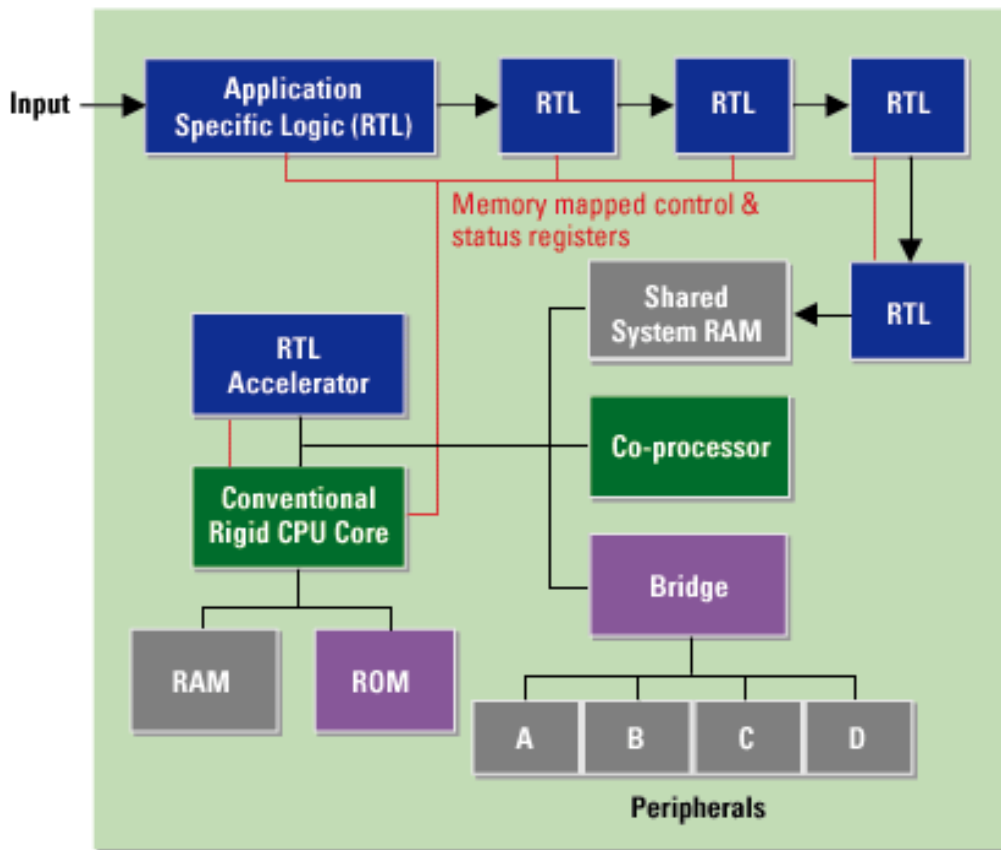 Input
Application
Specific Logic (RTL)
RTL
RTL
RTL
Memory mapped control &
status registers
Shared
System RAM
RTL
RTL
Accelerator
Co-processor
Conventional
Rigid CPU Core
Bridge
RAM
ROM
A
B
C
D
Peripherals